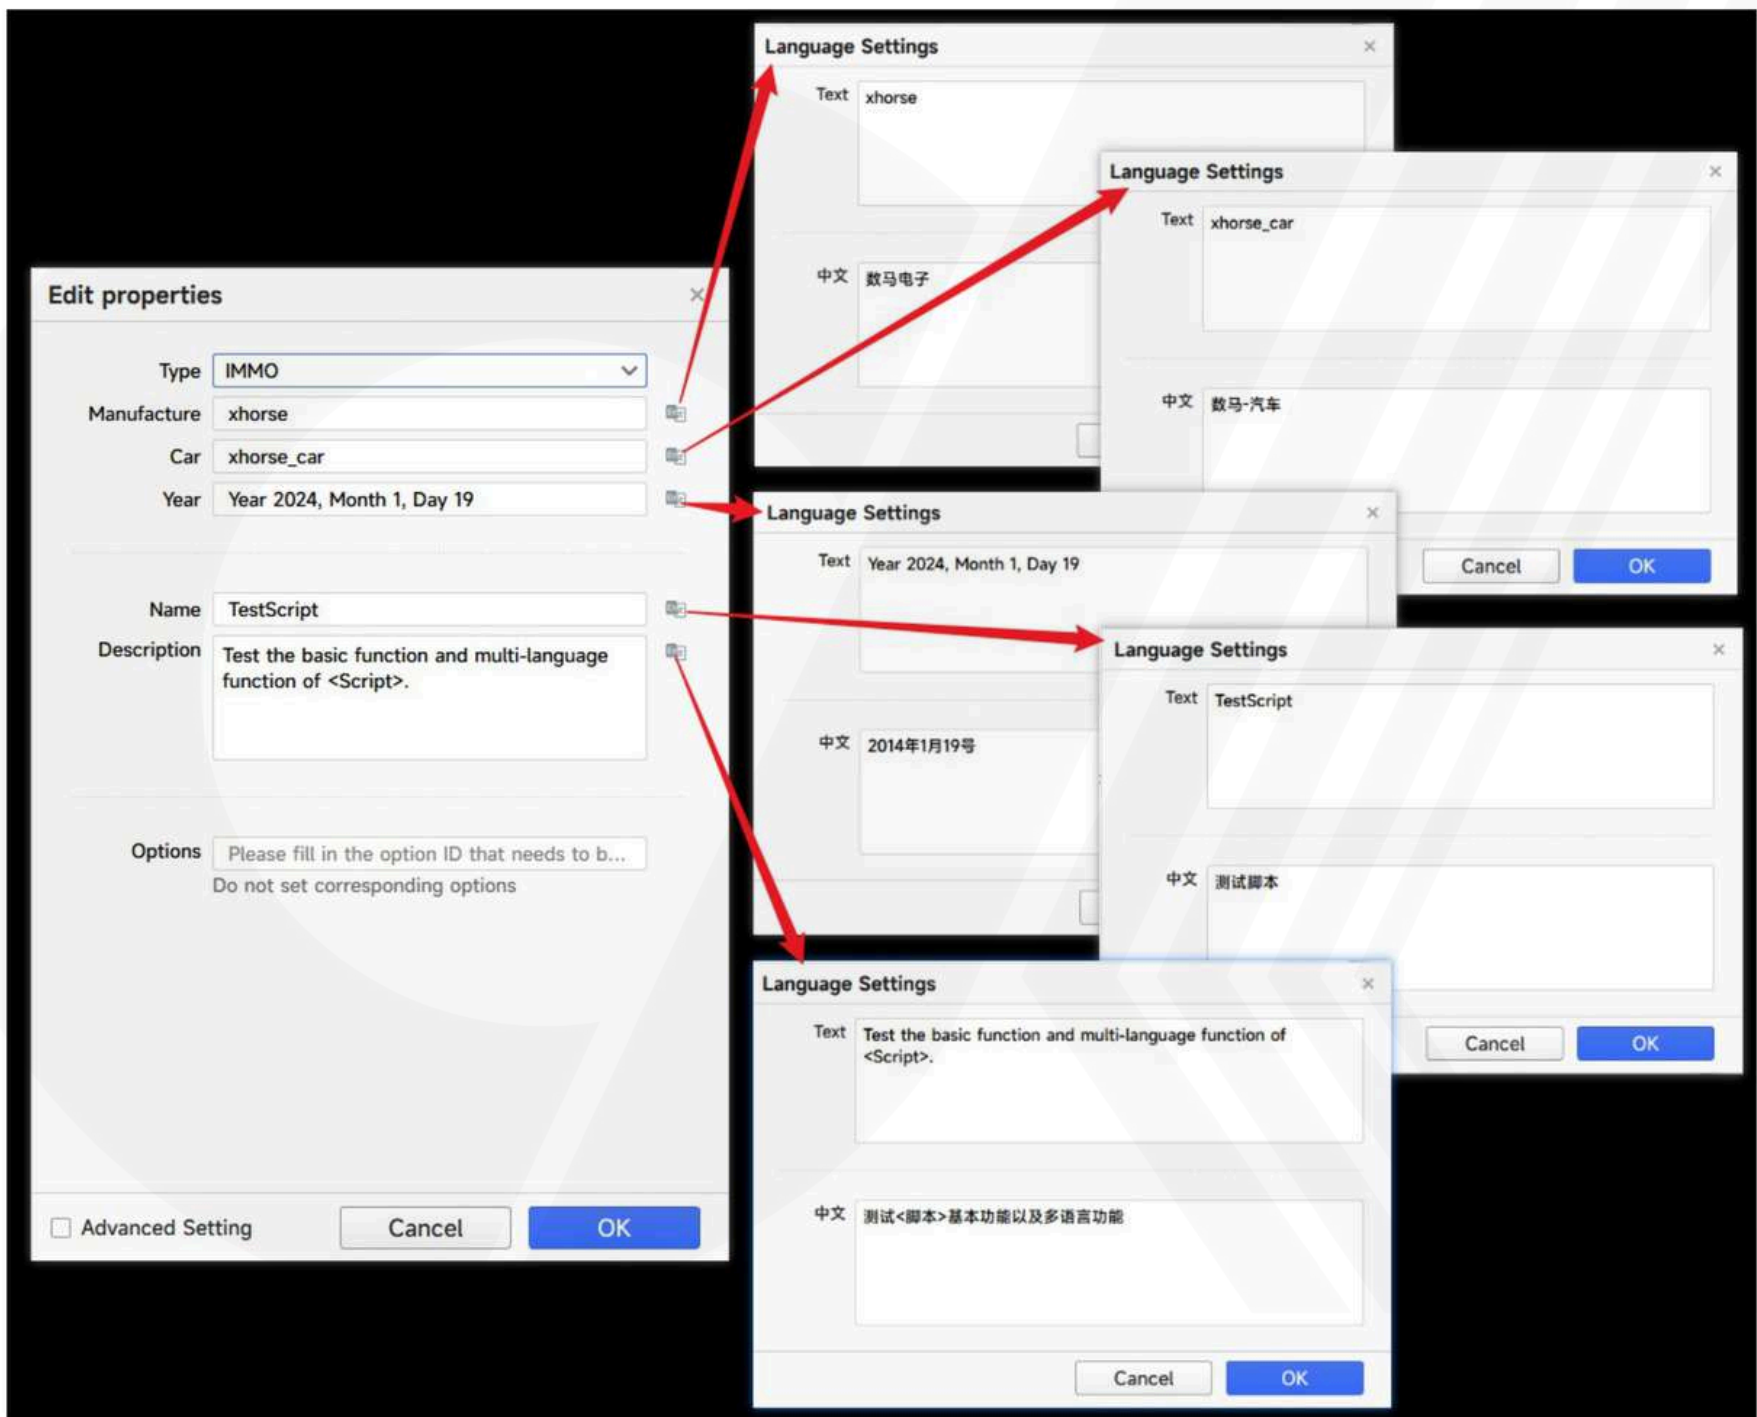 Edit properties
Type IMMO
Manufacture xhorse
Car xhorse_car
Year Year 2024, Month 1, Day 19
Name TestScript
Description Test the basic function and multi-language
function of <Script>.
Options Please fill in the option ID that needs to b...
Do not set corresponding options
Advanced Setting Cancel OK
Language Settings
Text xhorse
中文 数马电子
Language Settings
Text xhorse_car
中文 数马-汽车
Cancel OK
Language Settings
Text Year 2024, Month 1, Day 19
中文 2014年1月19号
Language Settings
Text TestScript
中文 测试脚本
Cancel OK
Language Settings
Text Test the basic function and multi-language function of
<Script>.
中文 测试<脚本>基本功能以及多语言功能
Cancel OK